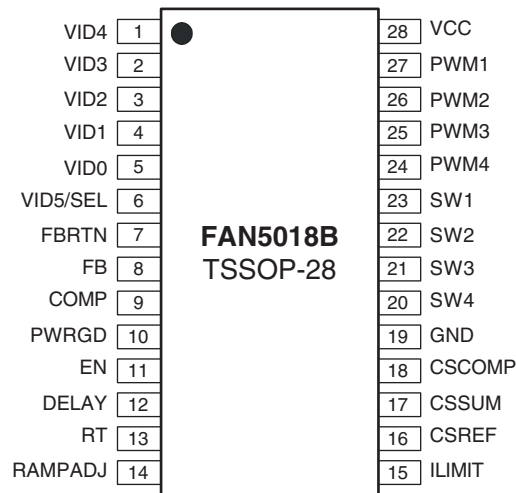 VID4 1 28 VCC
VID3 2 27 PWM1
VID2 3 26 PWM2
VID1 4 25 PWM3
VID0 5 24 PWM4
VID5/SEL 6 23 SW1
FBRTN 7 FAN5018B 22 SW2
FB 8 TSSOP-28 21 SW3
COMP 9 20 SW4
PWRGD 10 19 GND
EN 11 18 CSCOMP
DELAY 12 17 CSSUM
RT 13 16 CSREF
RAMPADJ 14 15 ILIMIT